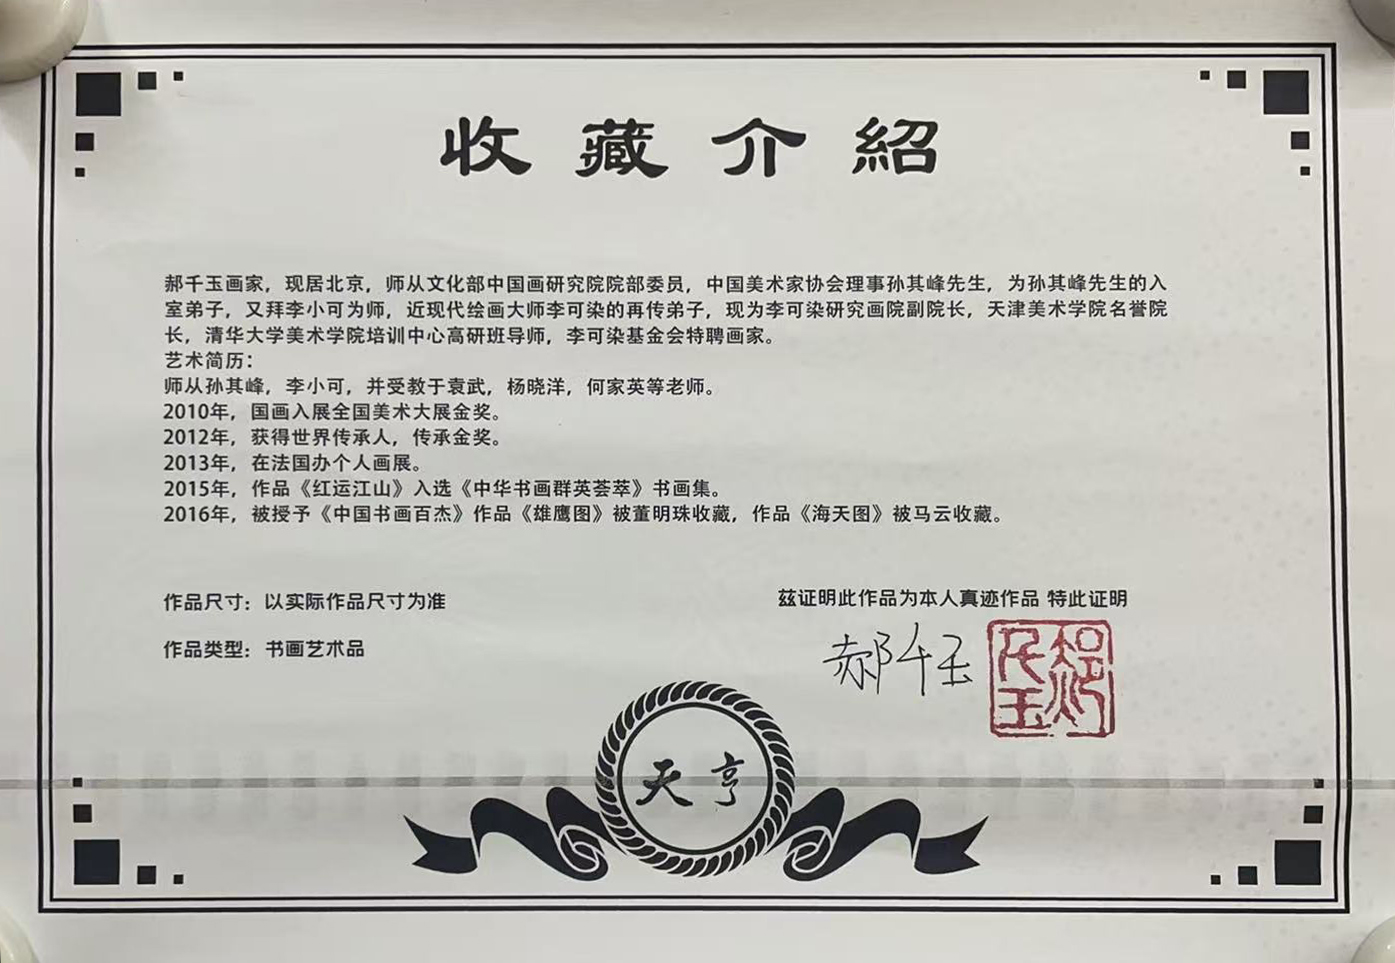 收藏介紹
郝千玉画家，现居北京，师从文化部中国画研究院院部委员，中国美术家协会理事孙其峰先生，为孙其峰先生的入
室弟子，又拜李小可为师，近现代绘画大师李可染的再传弟子，现为李可染研究画院副院长，天津美术学院名誉院
长，清华大学美术学院培训中心高研班导师，李可染基金会特聘画家。
艺术简历：
师从孙其峰，李小可，并受教于袁武，杨晓洋，何家英等老师。
2010年，国画入展全国美术大展金奖。
2012年，获得世界传承人，传承金奖。
2013年，在法国办个人画展。
2015年，作品《红运江山》入选《中华书画群英荟萃》书画集。
2016年，被授予《中国书画百杰》作品《雄鹰图》被董明珠收藏，作品《海天图》被马云收藏。
作品尺寸：以实际作品尺寸为准
兹证明此作品为本人真迹作品 特此证明
作品类型：书画艺术品
郝千玉
天亨